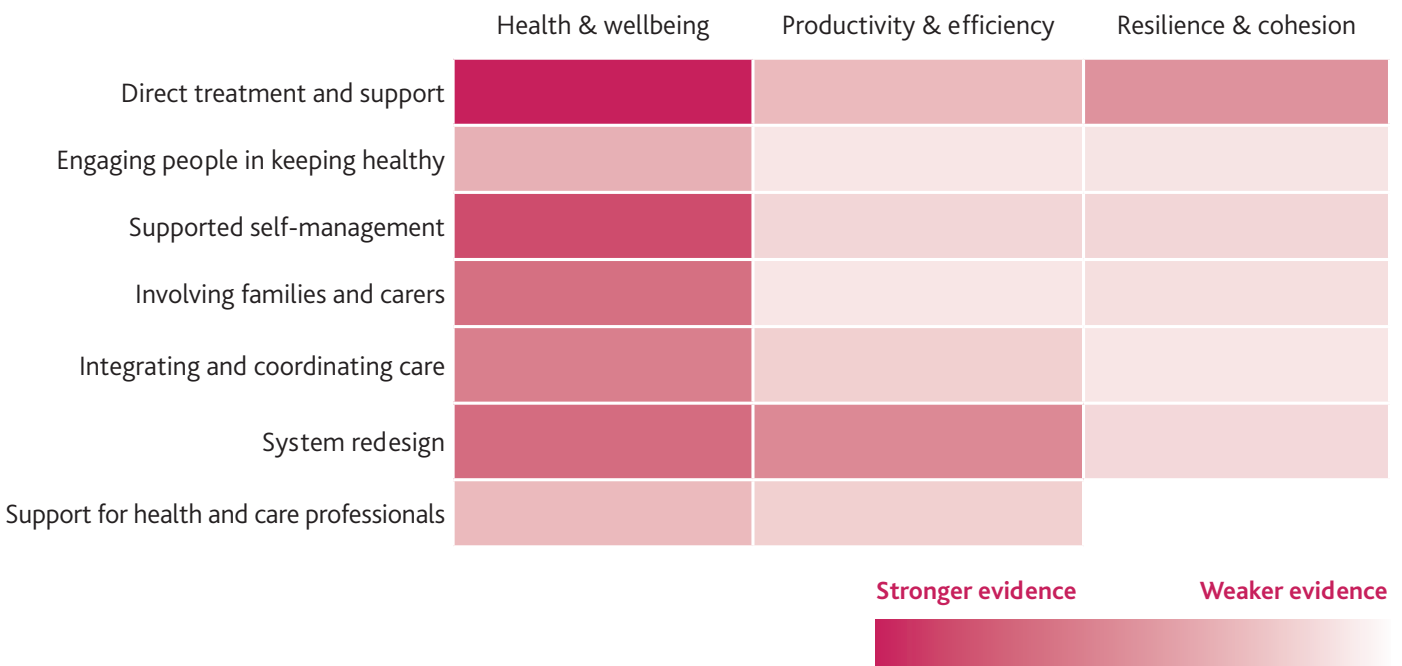 Health & wellbeing Productivity & efficiency Resilience & cohesion
Direct treatment and support
Engaging people in keeping healthy
Supported self-management
Involving families and carers
Integrating and coordinating care
System redesign
Support for health and care professionals
Stronger evidence Weaker evidence